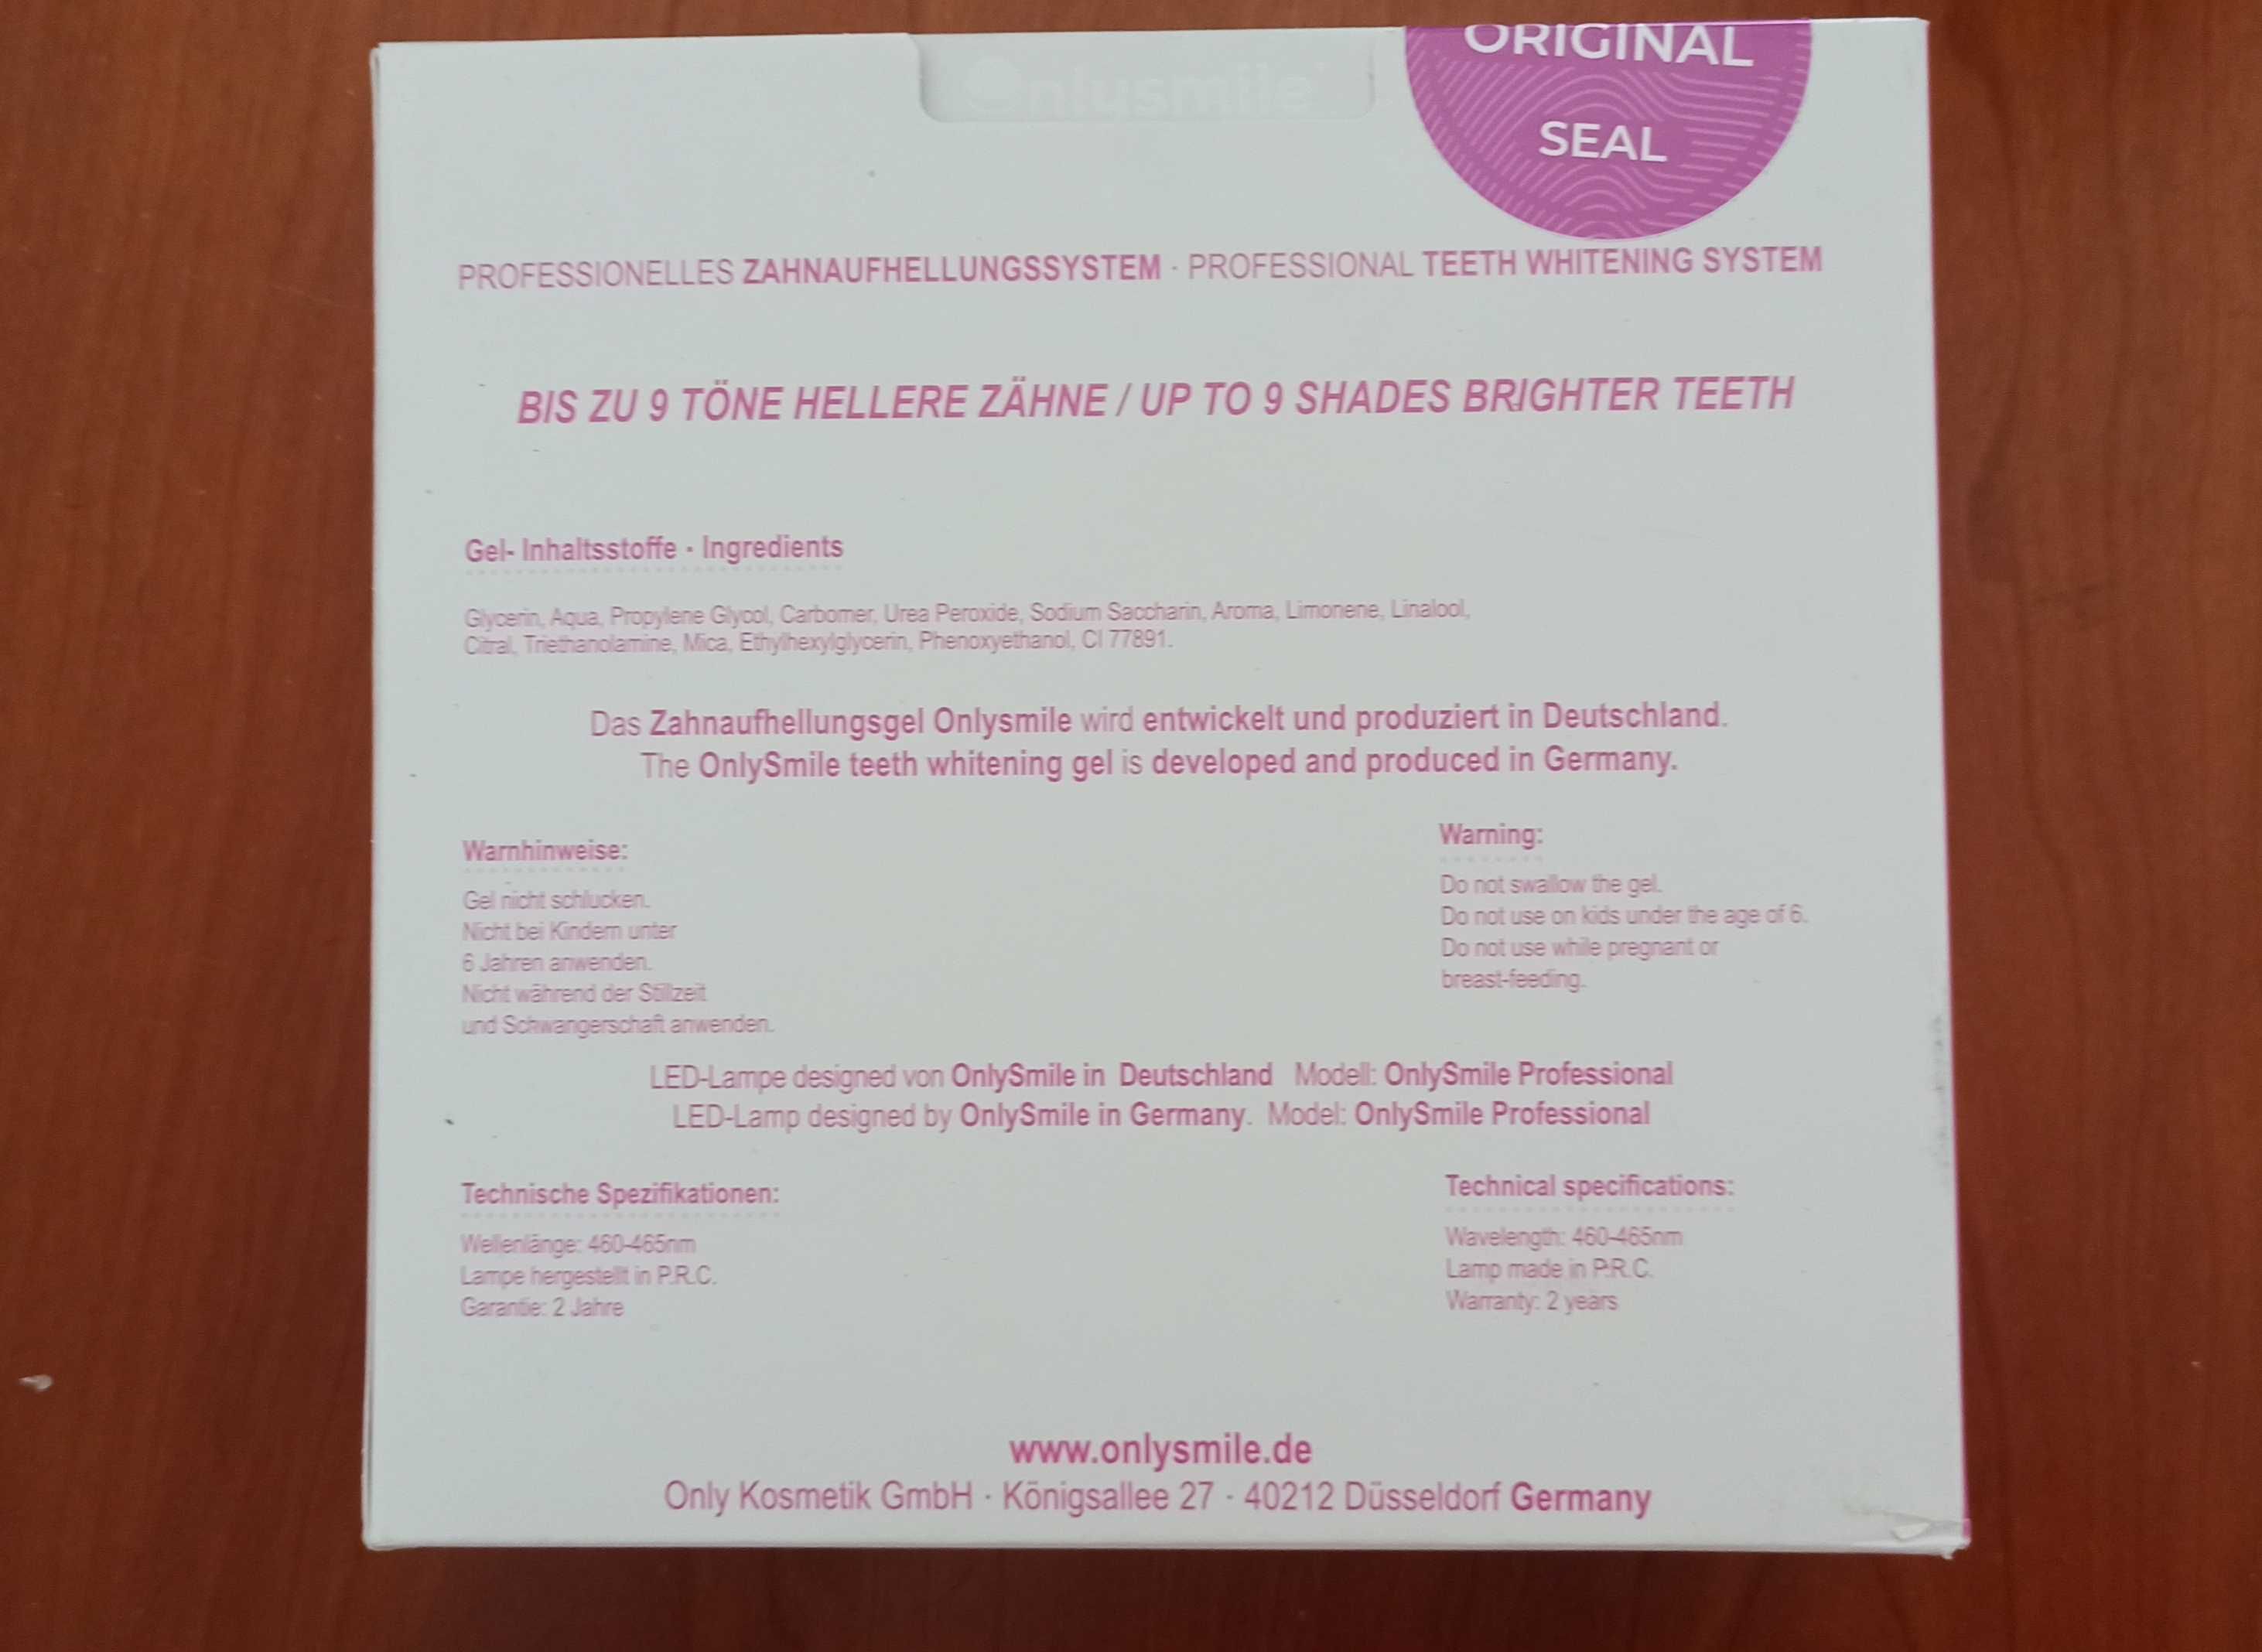 Onlysmile
ORIGINAL
SEAL
PROFESSIONELLES ZAHNAUFHELLUNGSSYSTEM · PROFESSIONAL TEETH WHITENING SYSTEM
BIS ZU 9 TÖNE HELLERE ZÄHNE / UP TO 9 SHADES BRIGHTER TEETH
Gel- Inhaltsstoffe - Ingredients
Glycerin, Aqua, Propylene Glycol, Carbomer, Urea Peroxide, Sodium Saccharin, Aroma, Limonene, Linalool,
Citral, Triethanolamine, Mica, Ethylhexylglycerin, Phenoxyethanol, CI 77891.
Das Zahnaufhellungsgel Onlysmile wird entwickelt und produziert in Deutschland.
The OnlySmile teeth whitening gel is developed and produced in Germany.
Warnhinweise:
Gel nicht schlucken.
Nicht bei Kindern unter
6 Jahren anwenden.
Nicht während der Stillzeit
und Schwangerschaft anwenden.
Warning:
Do not swallow the gel.
Do not use on kids under the age of 6.
Do not use while pregnant or
breast-feeding.
LED-Lampe designed von OnlySmile in Deutschland Modell: OnlySmile Professional
LED-Lamp designed by OnlySmile in Germany. Model: OnlySmile Professional
Technische Spezifikationen:
Wellenlänge: 460-465nm
Lampe hergestellt in P.R.C.
Garantie: 2 Jahre
Technical specifications:
Wavelength: 460-465nm
Lamp made in P.R.C.
Warranty: 2 years
www.onlysmile.de
Only Kosmetik GmbH · Königsallee 27 - 40212 Düsseldorf Germany